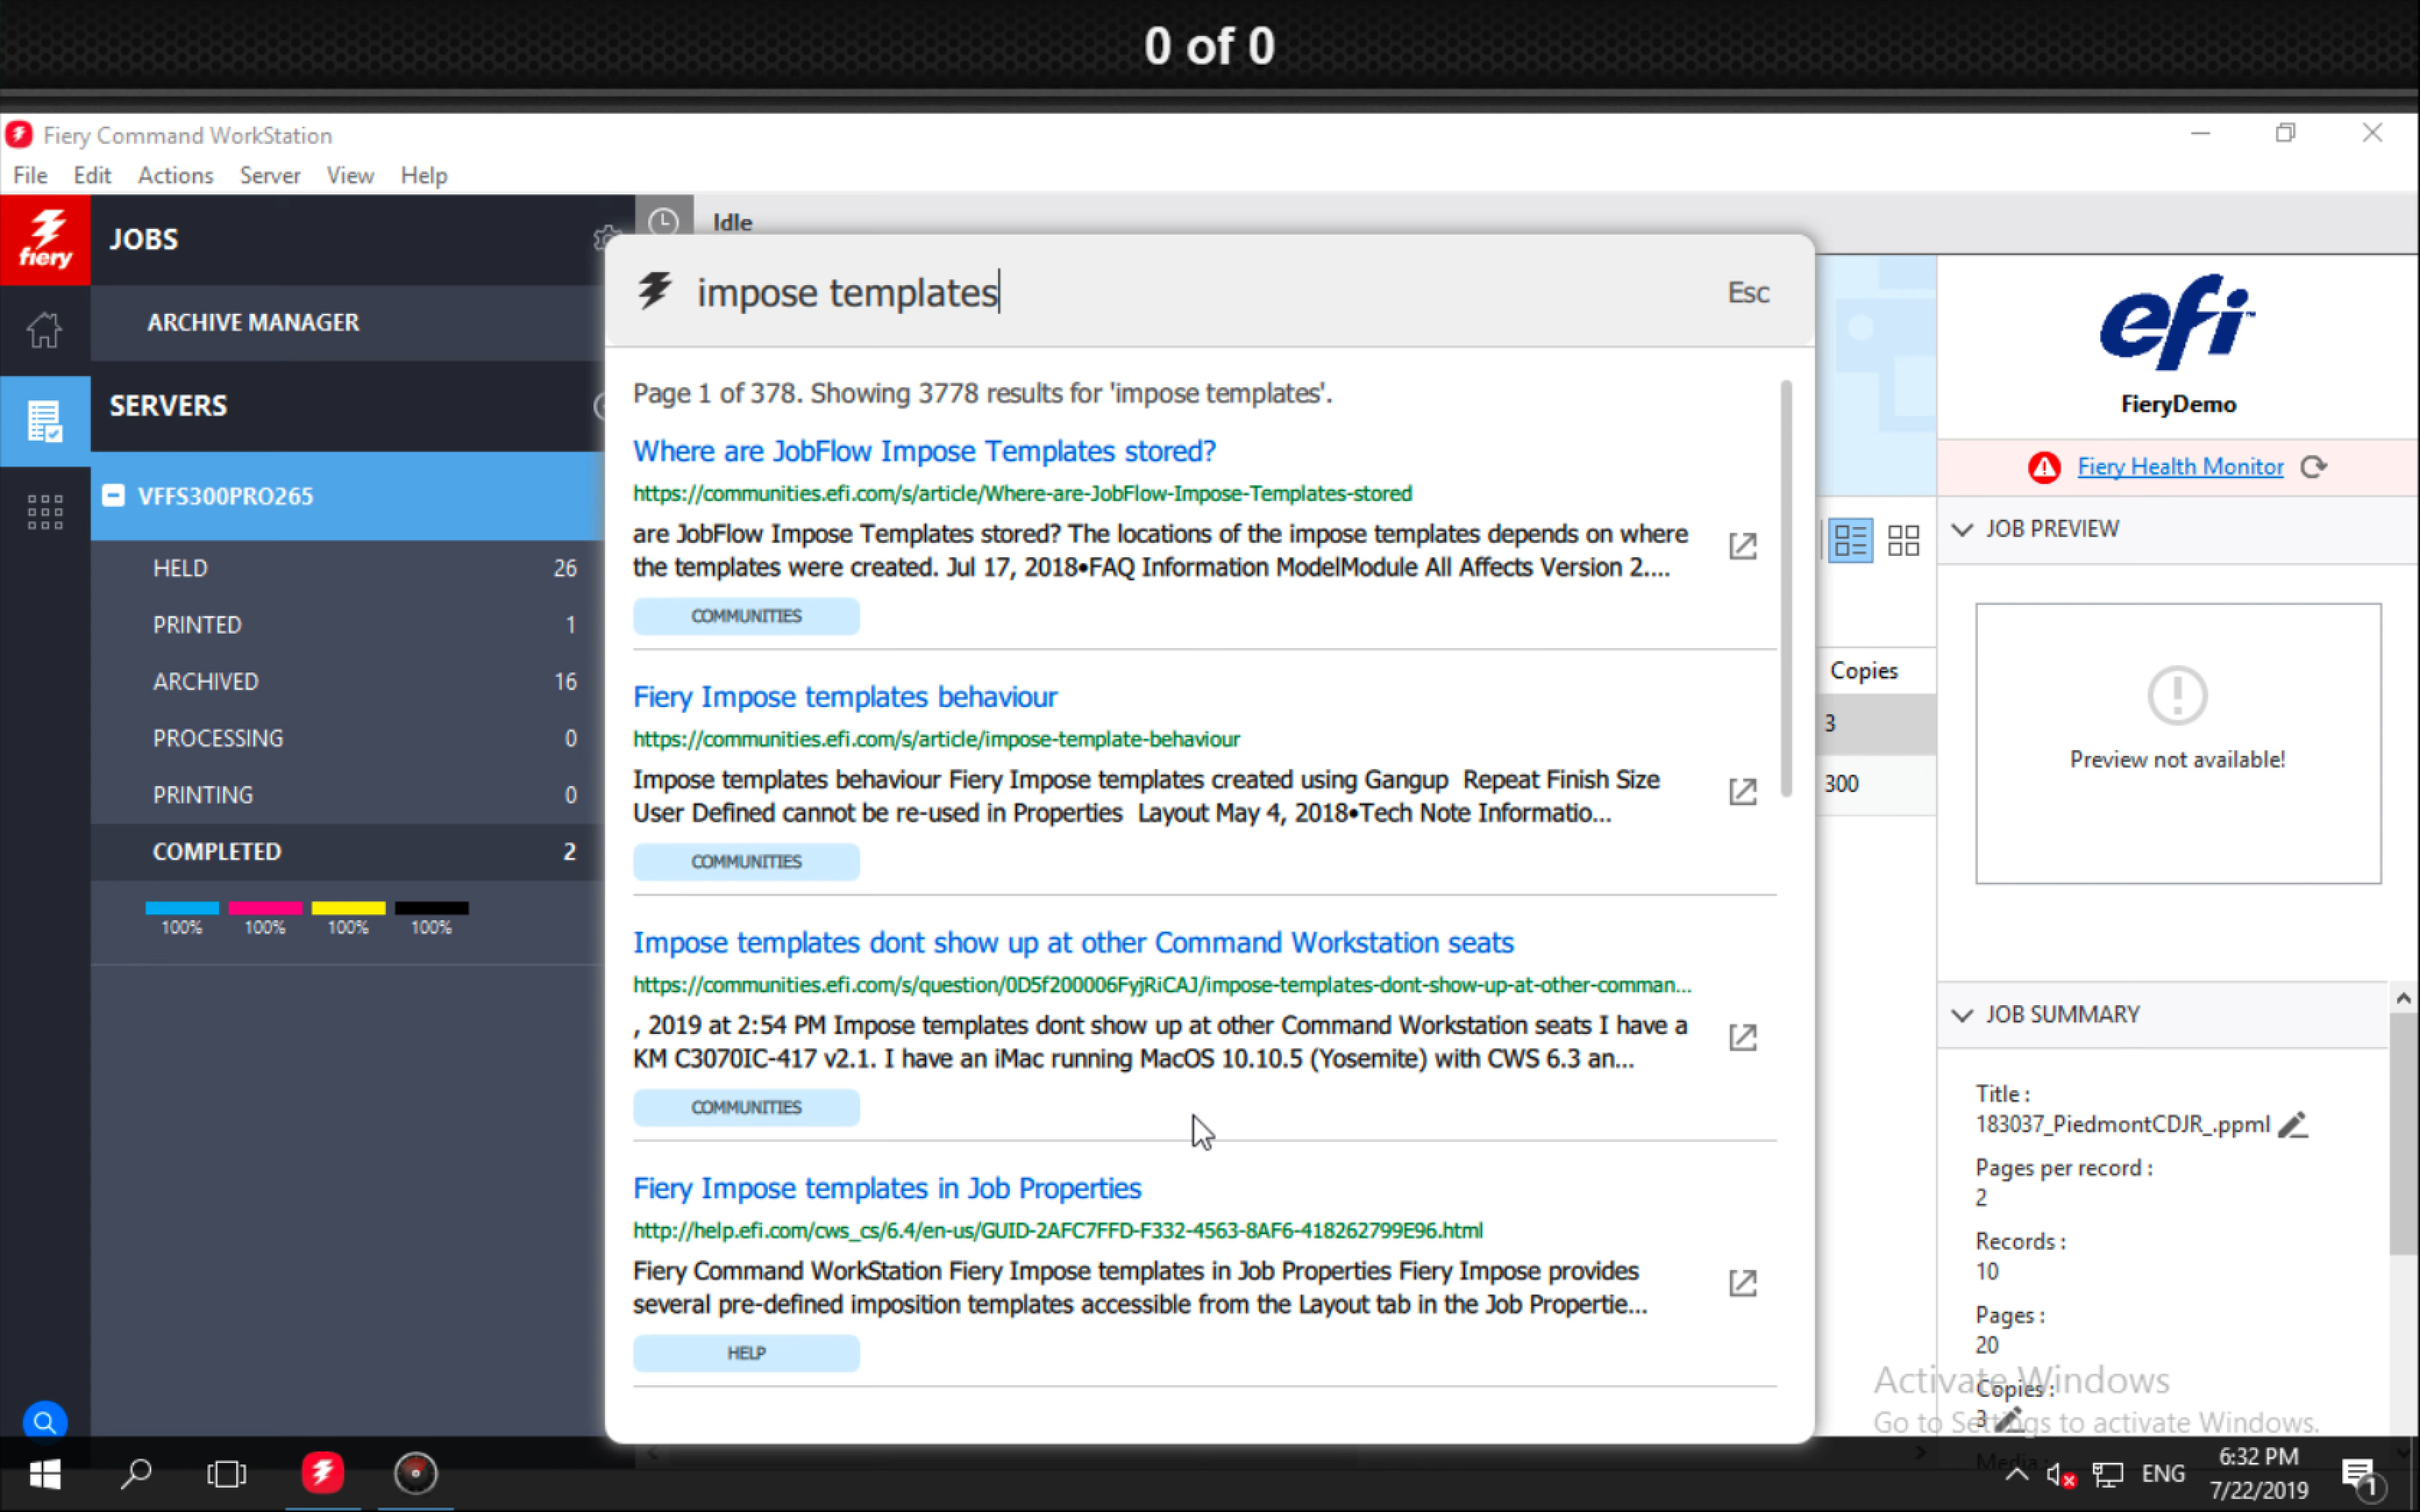 0 of 0
Fiery Command WorkStation
File Edit Actions Server View Help
fiery
JOBS
Idle
ARCHIVE MANAGER
SERVERS
VFFS300PRO265
HELD 26
PRINTED 1
ARCHIVED 16
PROCESSING 0
PRINTING 0
COMPLETED 2
100% 100% 100% 100%
impose templates
Esc
Page 1 of 378. Showing 3778 results for 'impose templates'.
Where are JobFlow Impose Templates stored?
https://communities.efi.com/s/article/Where-are-JobFlow-Impose-Templates-stored
are JobFlow Impose Templates stored? The locations of the impose templates depends on where
the templates were created. Jul 17, 2018•FAQ Information ModelModule All Affects Version 2....
COMMUNITIES
Fiery Impose templates behaviour
https://communities.efi.com/s/article/impose-template-behaviour
Impose templates behaviour Fiery Impose templates created using Gangup Repeat Finish Size
User Defined cannot be re-used in Properties Layout May 4, 2018•Tech Note Informatio...
COMMUNITIES
Impose templates dont show up at other Command Workstation seats
https://communities.efi.com/s/question/0D5f200006FyjRiCAJ/impose-templates-dont-show-up-at-other-comman...
, 2019 at 2:54 PM Impose templates dont show up at other Command Workstation seats I have a
KM C3070IC-417 v2.1. I have an iMac running MacOS 10.10.5 (Yosemite) with CWS 6.3 an...
COMMUNITIES
Fiery Impose templates in Job Properties
http://help.efi.com/cws_cs/6.4/en-us/GUID-2AFC7FFD-F332-4563-8AF6-418262799E96.html
Fiery Command WorkStation Fiery Impose templates in Job Properties Fiery Impose provides
several pre-defined imposition templates accessible from the Layout tab in the Job Propertie...
HELP
Copies
3
300
efi
FieryDemo
Fiery Health Monitor
JOB PREVIEW
Preview not available!
JOB SUMMARY
Title :
183037_PiedmontCDJR_.ppml
Pages per record :
2
Records :
10
Pages :
20
Copies :
3
Media
Activate Windows
Go to Settings to activate Windows.
ENG
6:32 PM
7/22/2019
1